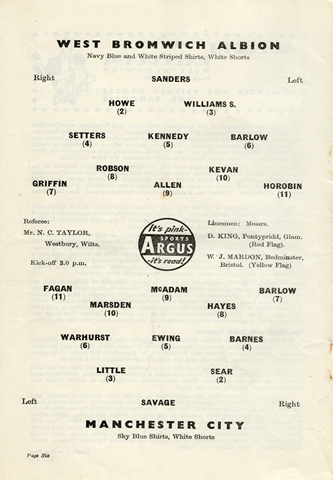 WEST BROMWICH ALBION
Navy Blue and White Striped Shirts, White Shorts
Right SANDERS Left
HOWE WILLIAMS S.
(2) (3)
SETTERS KENNEDY BARLOW
(4) (5) (6)
ROBSON KEVAN
(8) (10)
GRIFFIN ALLEN HOROBIN
(7) (9) (11)
Referee:
Mr. N. C. TAYLOR,
Westbury, Wilts.
Kick-off 3.0 p.m.
It's pink-
SPORTS
ARGUS
-it's read!
Linesmen: Messrs.
D. KING, Pontypridd, Glam.
(Red Flag).
W. J. MARDON, Bedminster,
Bristol. (Yellow Flag)
FAGAN McADAM BARLOW
(11) (9) (7)
MARSDEN HAYES
(10) (8)
WARHURST EWING BARNES
(6) (5) (4)
LITTLE SEAR
(3) (2)
Left SAVAGE Right
MANCHESTER CITY
Sky Blue Shirts, White Shorts
Page Six